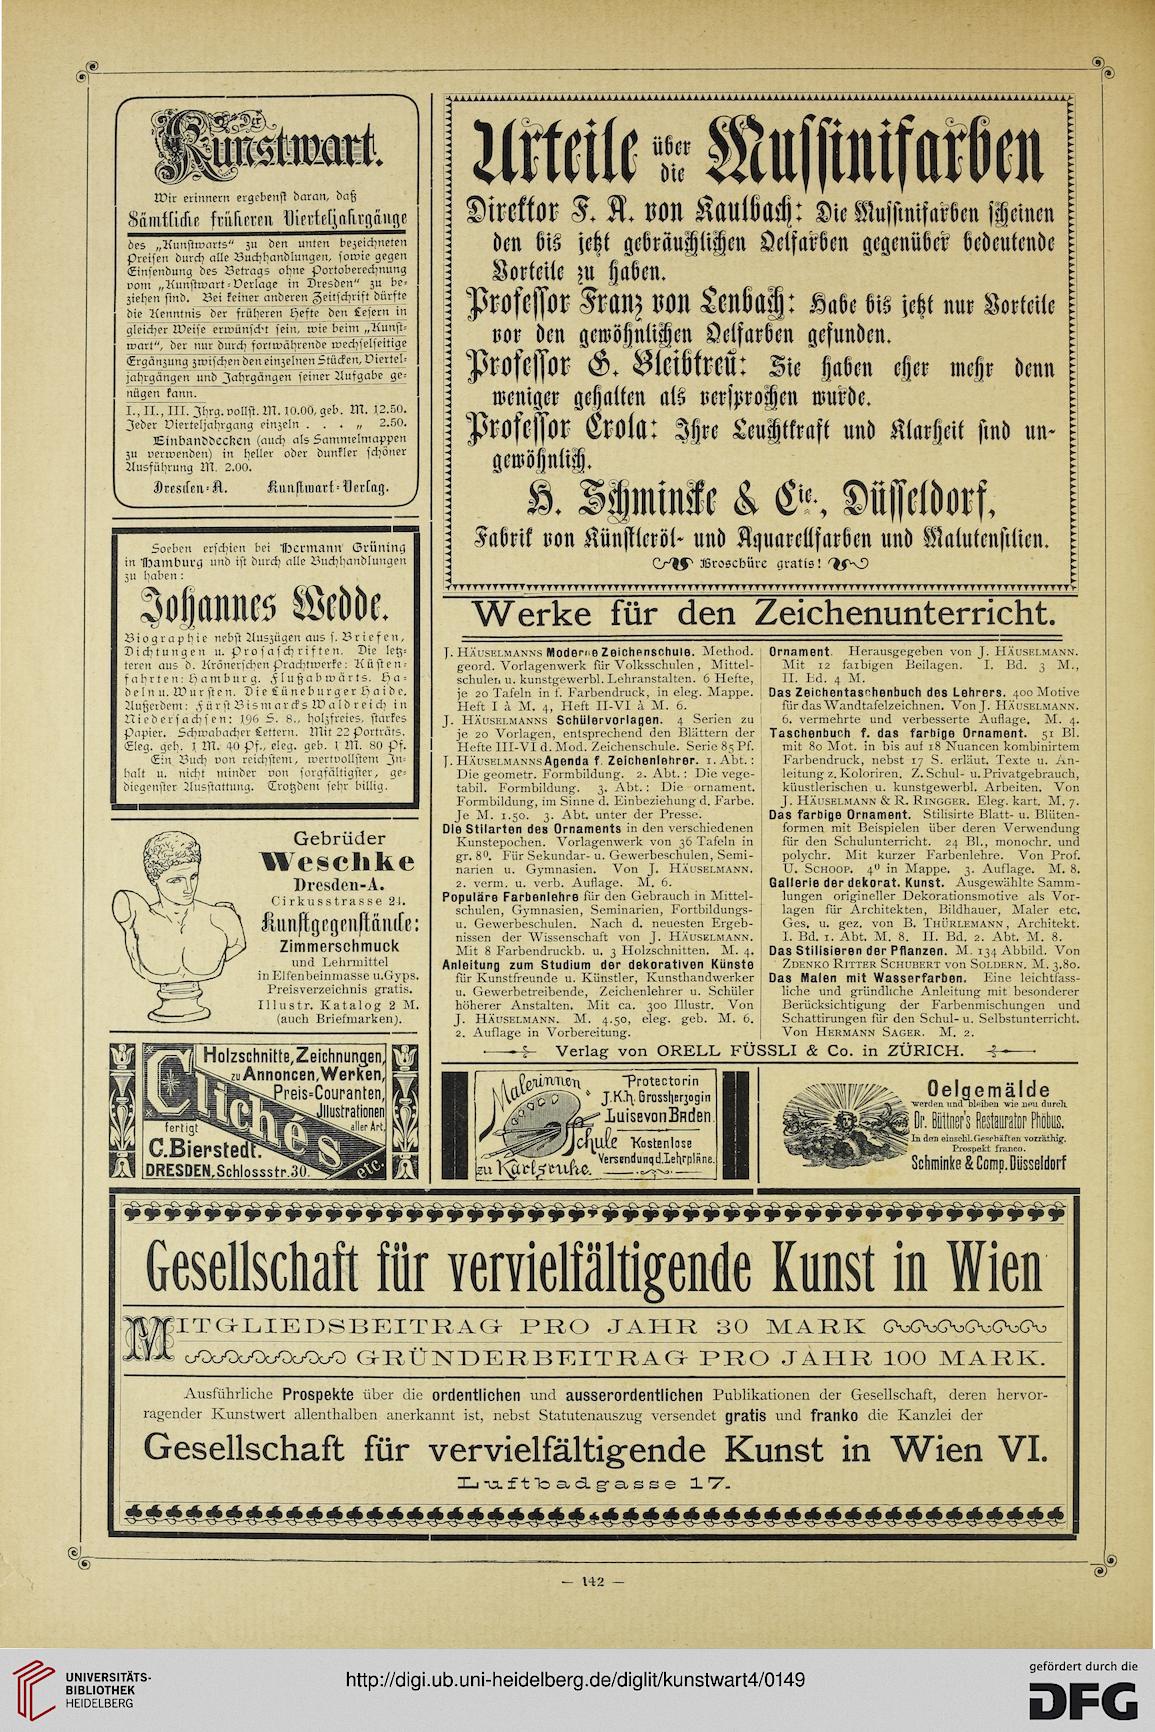 Der
Kunstwart.
Wir erinnern ergebenst daran, daß
Sämtliche früheren Vierteljahrgänge
des „Kunstwarts“ zu den unten bezeichneten
Preisen durch alle Buchhandlungen, sowie gegen
Einsendung des Betrags ohne Portoberechnung
vom „Kunstwart-Verlage in Dresden“ zu be-
ziehen sind. Bei keiner anderen Zeitschrift dürfte
die Kenntnis der früheren Hefte den Lesern in
gleicher Weise erwünscht sein, wie beim „Kunst-
wart“, der nur durch fortwährende wechselseitige
Ergänzung zwischen den einzelnen Stücken, Viertel-
jahrgängen und Jahrgängen seiner Aufgabe ge-
nügen kann.
I., II., III. Jhrg. vollst. M. 10.00, geb. M. 12.50.
Jeder Vierteljahrgang einzeln . . . „ 2.50.
Einbanddecken (auch als Sammelmappen
zu verwenden) in heller oder dunkler schöner
Ausführung M. 2.00.
Dresden-A. Kunstwart-Verlag.
Soeben erschien bei Hermann Grüning
in Hamburg und ist durch alle Buchhandlungen
zu haben:
Johannes Wedde.
Biographie nebst Auszügen aus s. Briefen,
Dichtungen u. Prosaschriften. Die letz-
teren aus d. Krönerschen Prachtwerke: Küsten-
fahrten: Hamburg. Flußabwärts. Ha-
deln u. Wursten. Die Lüneburger Haide.
Außerdem: Fürst Bismarcks Waldreich in
Niedersachsen: 196 S. 8., holzfreies, starkes
Papier. Schwabacher Lettern. Mit 22 Porträts.
Eleg. geh. 1 M. 40 Pf., eleg. geb. 1 M. 80 Pf.
Ein Buch von reichstem, wertvollstem In-
halt u. nicht minder von sorgfältigster, ge-
diegenster Ausstattung. Trotzdem sehr billig.
Gebrüder
Weschke
Dresden-A.
Cirkusstrasse 24.
Kunstgegenstände:
Zimmerschmuck
und Lehrmittel
in Elfenbeinmasse u. Gyps.
Preisverzeichnis gratis.
Illustr. Katalog 2 M.
(auch Briefmarken).
Clichés
Holzschnitte, Zeichnungen,
zu Annoncen, Werken,
Preis-Couranten,
Jllustrationen
aller Art,
etc.
fertigt
C. Bierstedt.
DRESDEN, Schlossstr. 30.
Urteile über die Mussinifarben
Direktor F. A. von Kaulbach: Die Mussinifarben scheinen
den bis jetzt gebräuchlichen Oelfarben gegenüber bedeutende
Vorteile zu haben.
Professor Franz von Lenbach: Habe bis jetzt nur Vorteile
vor den gewöhnlichen Oelfarben gefunden.
Professor G. Bleibtreu: Sie haben eher mehr denn
weniger gehalten als versprochen wurde.
Professor Crola: Ihre Leuchtkraft und Klarheit sind un-
gewöhnlich.
H. Schmincke & Cie., Düsseldorf,
Fabrik von Künstleröl- und Aquarellfarben und Malutensilien.
Broschüre gratis!
Werke für den Zeichenunterricht.
J. HÄUSELMANNS Moderne Zeichenschule. Method.
geord. Vorlagenwerk für Volksschulen, Mittel-
schulen u. kunstgewerbl. Lehranstalten. 6 Hefte,
je 20 Tafeln in f. Farbendruck, in eleg. Mappe.
Heft I à M. 4, Heft II-VI à M. 6.
J. HÄUSELMANNS Schülervorlagen. 4 Serien zu
je 20 Vorlagen, entsprechend den Blättern der
Hefte III-VI d. Mod. Zeichenschule. Serie 85 Pf.
J. HÄUSELMANNS Agenda f. Zeichenlehrer. 1. Abt.:
Die geometr. Formbildung. 2. Abt.: Die vege-
tabil. Formbildung. 3. Abt.: Die ornament.
Formbildung, im Sinne d. Einbeziehung d. Farbe.
Je M. 1.50. 3. Abt. unter der Presse.
Die Stilarten des Ornaments in den verschiedenen
Kunstepochen. Vorlagenwerk von 36 Tafeln in
gr. 8⁰. Für Sekundar- u. Gewerbeschulen, Semi-
narien u. Gymnasien. Von J. HÄUSELMANN.
2. verm. u. verb. Auflage. M. 6.
Populäre Farbenlehre für den Gebrauch in Mittel-
schulen, Gymnasien, Seminarien, Fortbildungs-
u. Gewerbeschulen. Nach d. neuesten Ergeb-
nissen der Wissenschaft von J. HÄUSELMANN.
Mit 8 Farbendruckb. u. 3 Holzschnitten. M. 4.
Anleitung zum Studium der dekorativen Künste
für Kunstfreunde u. Künstler, Kunsthandwerker
u. Gewerbetreibende, Zeichenlehrer u. Schüler
höherer Anstalten. Mit ca. 300 Illustr. Von
J. HÄUSELMANN. M. 4.50, eleg. geb. M. 6.
2. Auflage in Vorbereitung.
Ornament. Herausgegeben von J. HÄUSELMANN.
Mit 12 farbigen Beilagen. I. Bd. 3 M.,
II. Bd. 4 M.
Das Zeichentaschenbuch des Lehrers. 400 Motive
für das Wandtafelzeichnen. Von J. HÄUSELMANN.
6. vermehrte und verbesserte Auflage. M. 4.
Taschenbuch f. das farbige Ornament. 51 Bl.
mit 80 Mot. in bis auf 18 Nuancen kombinirtem
Farbendruck, nebst 17 S. erläut. Texte u. An-
leitung z. Koloriren. Z. Schul- u. Privatgebrauch,
küustlerischen u. kunstgewerbl. Arbeiten. Von
J. HÄUSELMANN & R. RINGGER. Eleg. kart. M. 7.
Das farbige Ornament. Stilisirte Blatt- u. Blüten-
formen mit Beispielen über deren Verwendung
für den Schulunterricht. 24 Bl., monochr. und
polychr. Mit kurzer Farbenlehre. Von Prof.
U. SCHOOP. 4⁰ in Mappe. 3. Auflage. M. 8.
Gallerie der dekorat. Kunst. Ausgewählte Samm-
lungen origineller Dekorationsmotive als Vor-
lagen für Architekten, Bildhauer, Maler etc.
Ges. u. gez. von B. THÜRLEMANN, Architekt.
I. Bd. 1. Abt. M. 8. II. Bd. 2. Abt. M. 8.
Das Stilisieren der Pflanzen. M. 134 Abbild. Von
ZDENKO RITTER SCHUBERT VON SOLDERN. M. 3.80.
Das Malen mit Wasserfarben. Eine leichtfass-
liche und gründliche Anleitung mit besonderer
Berücksichtigung der Farbenmischungen und
Schattirungen für den Schul- u. Selbstunterricht.
Von HERMANN SAGER. M. 2.
Verlag von ORELL FÜSSLI & Co. in ZÜRICH.
Malerinnen
Schule
zu Karlsruhe.
Protectorin
J.K.H. Grossherzogin
Luise von Baden
Kostenlose
Versendung d. Lehrpläne.
Oelgemälde
werden und bleiben wie neu durch
Dr. Büttner's Restaurator Phöbus.
In den einschl. Geschäften vorräthig.
Prospekt franco.
Schminke & Comp. Düsseldorf
Gesellschaft für vervielfältigende Kunst in Wien
MITGLIEDSBEITRAG PRO JAHR 30 MARK
GRÜNDERBEITRAG PRO JAHR 100 MARK.
Ausführliche Prospekte über die ordentlichen und ausserordentlichen Publikationen der Gesellschaft, deren hervor-
ragender Kunstwert allenthalben anerkannt ist, nebst Statutenauszug versendet gratis und franko die Kanzlei der
Gesellschaft für vervielfältigende Kunst in Wien VI.
Luftbadgasse 17.
— 142 —
UNIVERSITÄTS-
BIBLIOTHEK
HEIDELBERG
http://digi.ub.uni-heidelberg.de/diglit/kunstwart4/0149
gefördert durch die
DFG